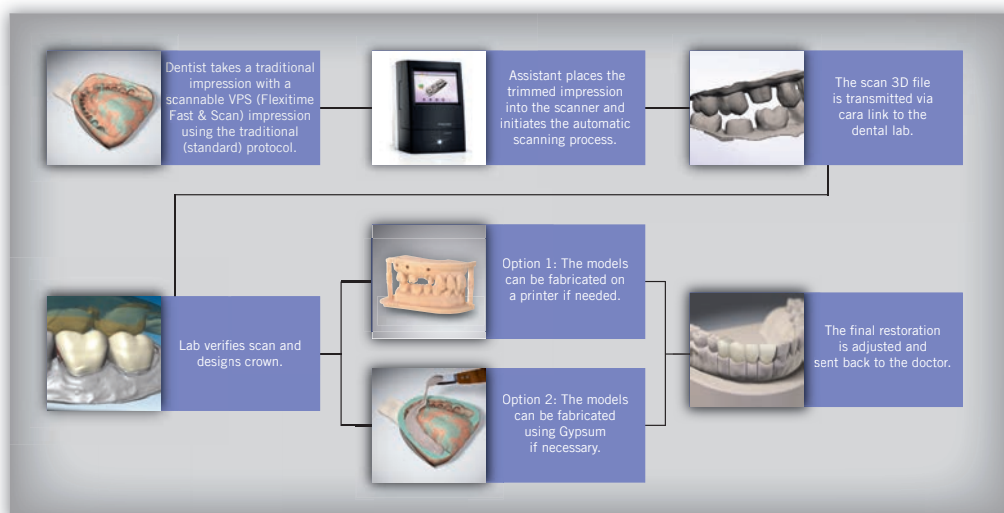 Dentist takes a traditional
impression with a
scannable VPS (Flexitime
Fast & Scan) impression
using the traditional
(standard) protocol.
Assistant places the
trimmed impression
into the scanner and
initiates the automatic
scanning process.
The scan 3D file
is transmitted via
cara link to the
dental lab.
Lab verifies scan and
designs crown.
Option 1: The models
can be fabricated on
a printer if needed.
Option 2: The models
can be fabricated
using Gypsum
if necessary.
The final restoration
is adjusted and
sent back to the doctor.